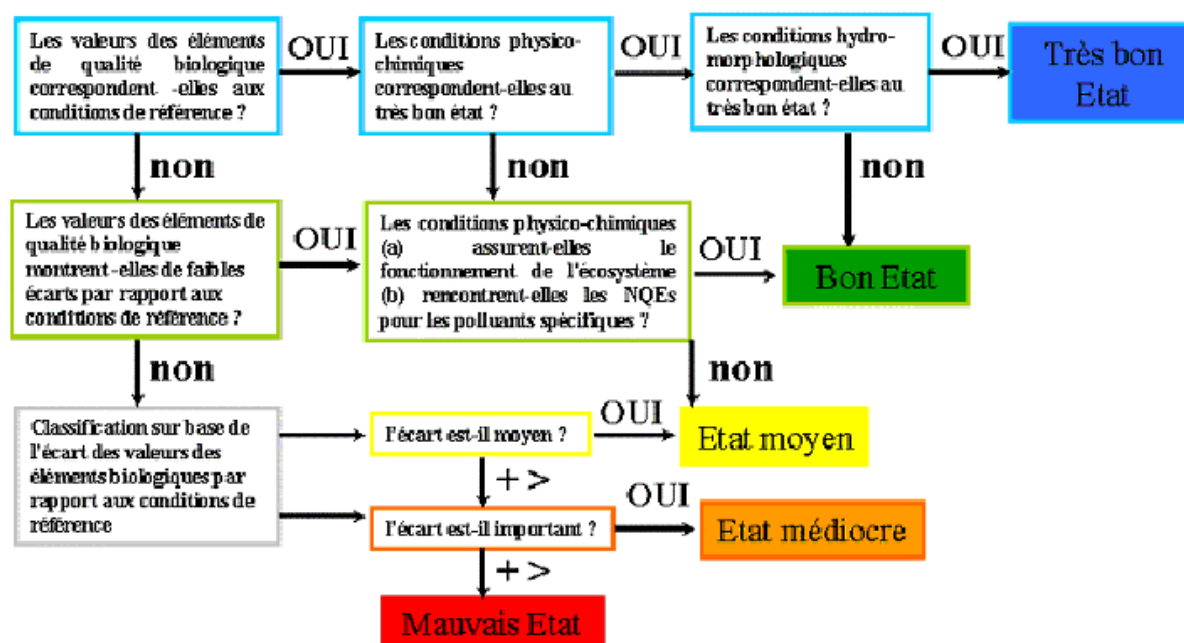 Les valeurs des éléments
de qualité biologique
correspondent -elles aux
conditions de référence ?
OUI
Les conditions physico-
chimiques
correspondent-elles au
très bon état ?
OUI
Les conditions hydro-
morphologiques
correspondent-elles au
très bon état ?
OUI
Très bon
Etat
non
non
non
Les valeurs des éléments de
qualité biologique
montrent -elles de faibles
écarts par rapport aux
conditions de référence ?
OUI
Les conditions physico-chimiques
(a) assurent-elles le
fonctionnement de l'écosystème
(b) rencontrent-elles les NQEs
pour les polluants spécifiques ?
OUI
Bon Etat
non
non
Classification sur base de
l'écart des valeurs des
éléments biologiques par
rapport aux conditions de
référence
l'écart est-il moyen ?
OUI
Etat moyen
+ >
l'écart est-il important ?
OUI
Etat médiocre
+ >
Mauvais Etat